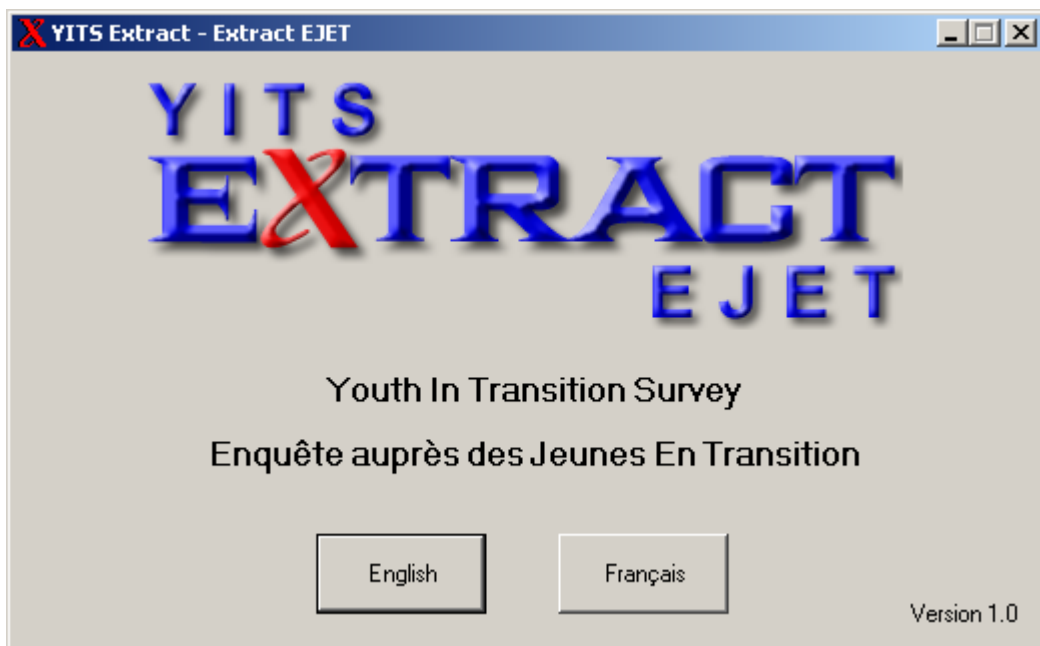 YITS Extract - Extract EJET
YITS
EXTRACT
EJET
Youth In Transition Survey
Enquête auprès des Jeunes En Transition
English
Français
Version 1.0